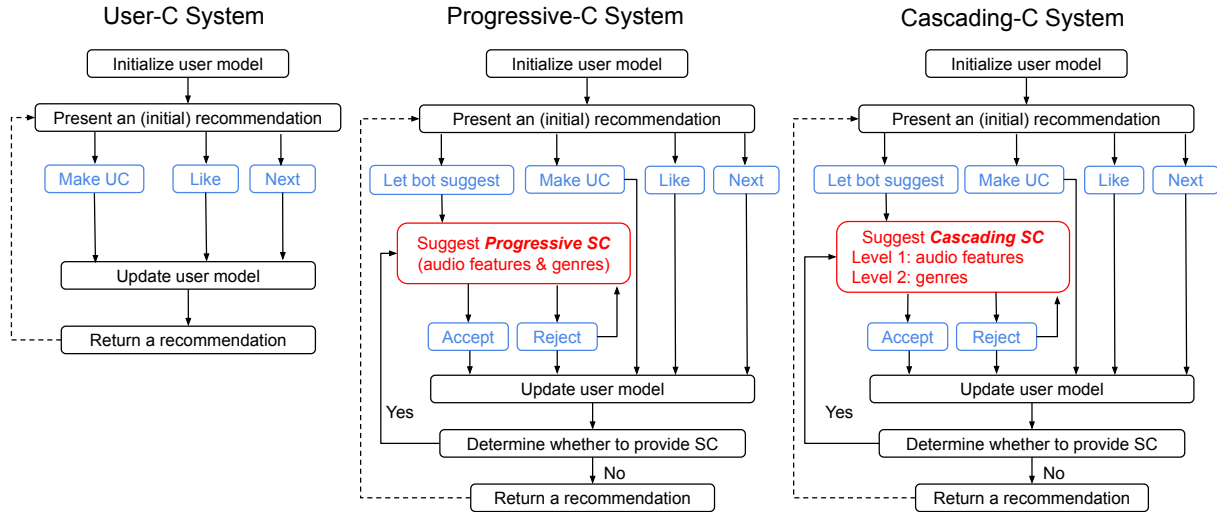 User-C System
Initialize user model
Present an (initial) recommendation
Make UC
Like
Next
Update user model
Return a recommendation
Progressive-C System
Initialize user model
Present an (initial) recommendation
Let bot suggest
Make UC
Like
Next
Suggest Progressive SC
(audio features & genres)
Accept
Reject
Update user model
Yes
Determine whether to provide SC
No
Return a recommendation
Cascading-C System
Initialize user model
Present an (initial) recommendation
Let bot suggest
Make UC
Like
Next
Suggest Cascading SC
Level 1: audio features
Level 2: genres
Accept
Reject
Update user model
Yes
Determine whether to provide SC
No
Return a recommendation